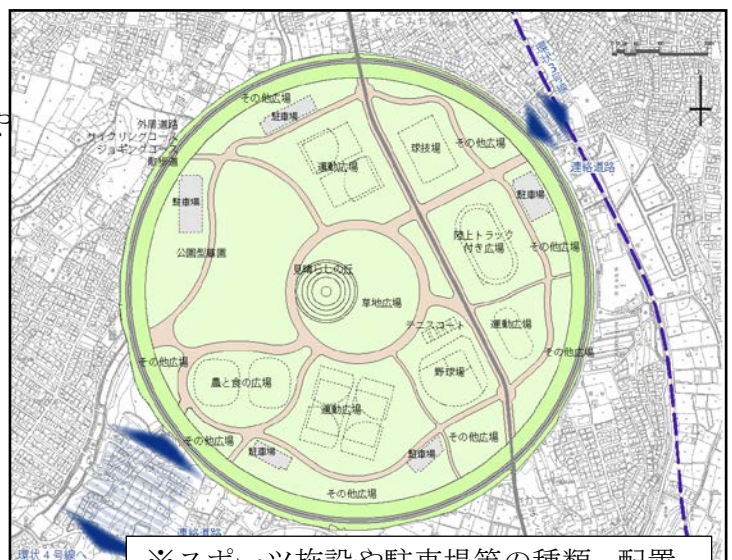 環状3号線
その他広場
駐車場
外周道路
サイクリングコース
ジョギングコース
散歩道
運動広場
球技場
その他広場
連絡道路
駐車場
駐車場
陸上トラック
付き広場
その他広場
公園型墓園
見晴らしの丘
草地広場
テニスコート
運動広場
その他広場
その他広場
農と食の広場
野球場
運動広場
その他広場
その他広場
駐車場
駐車場
その他広場
連絡道路
環状4号線へ
※スポーツ施設や駐車場等の種類、配置